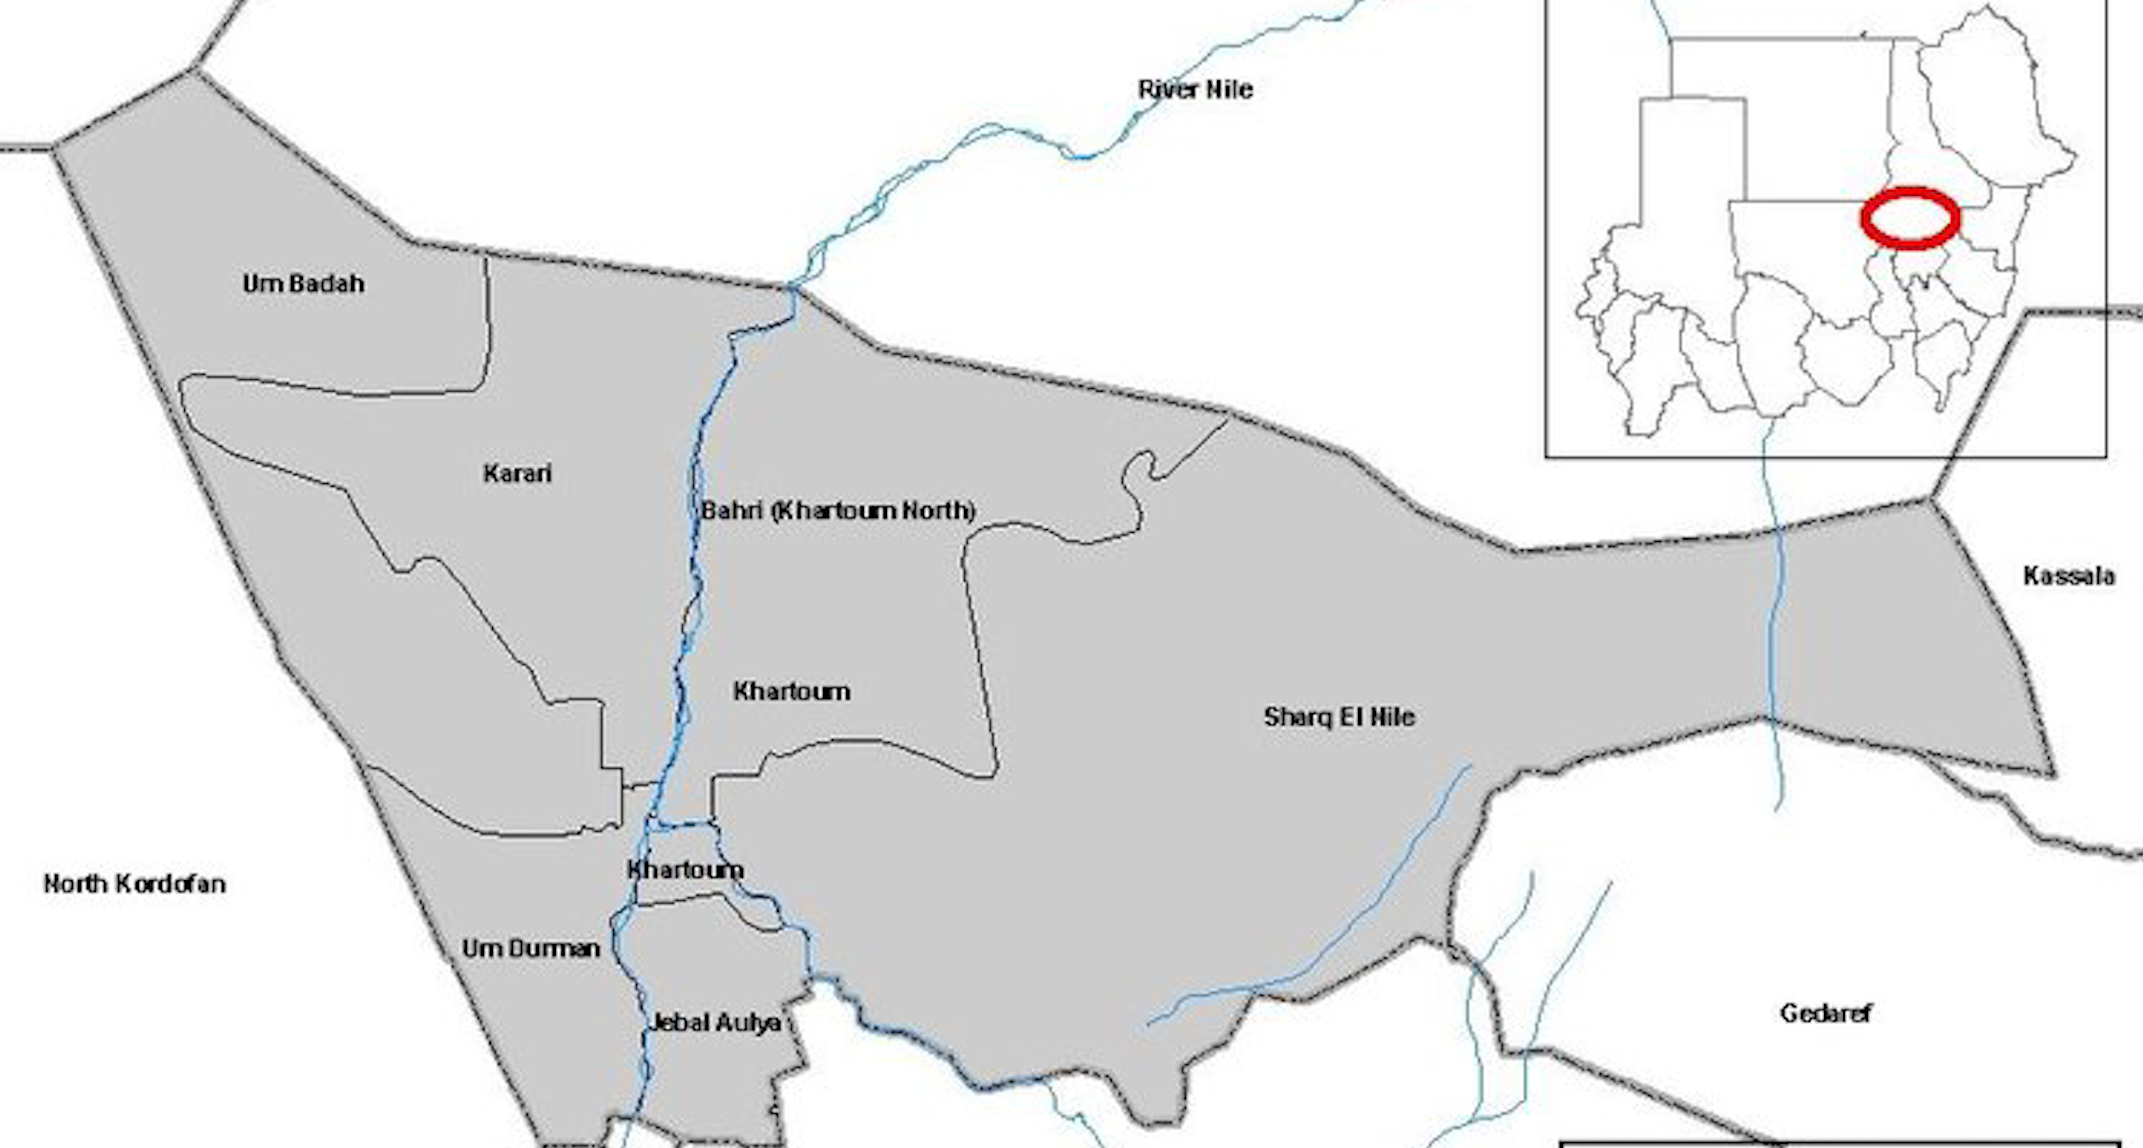 River Nile
Um Badah
Karari
Bahri (Khartoum North)
Kassala
Khartoum
Sharq El Nile
Khartoum
North Kordofan
Um Durman
Gedaref
Jebal Aulya